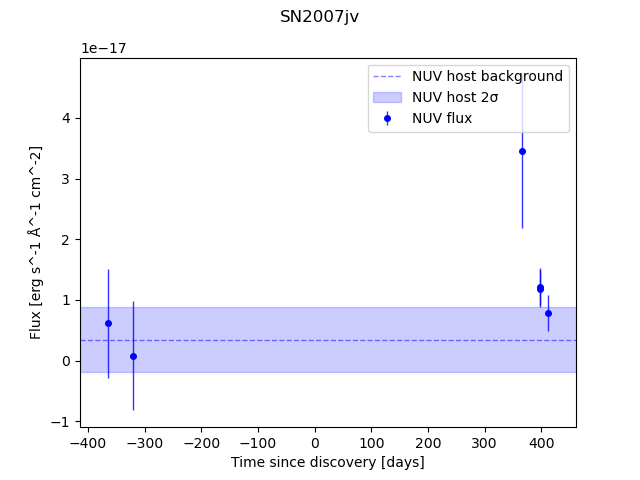 SN2007jv
1e−17
NUV host background
NUV host 2σ
NUV flux
4
3
2
1
0
−1
Flux [erg s^-1 Å^-1 cm^-2]
−400 −300 −200 −100 0 100 200 300 400
Time since discovery [days]